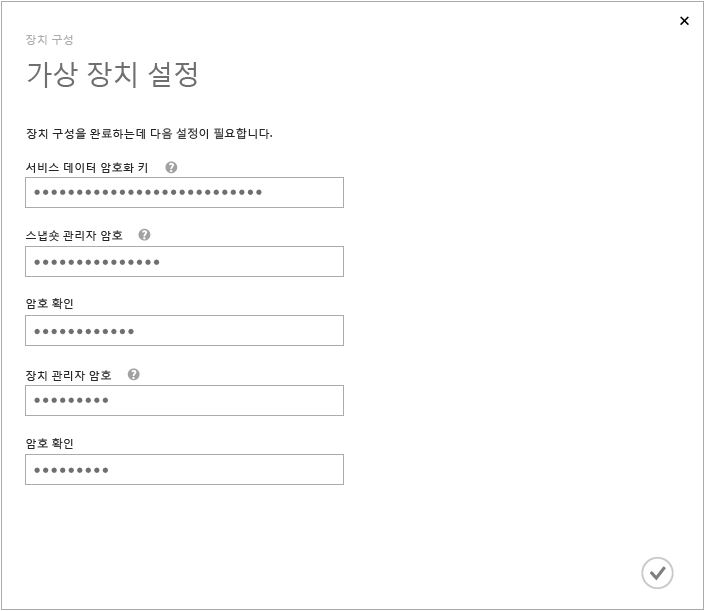 장치 구성
가상 장치 설정
장치 구성을 완료하는데 다음 설정이 필요합니다.
서비스 데이터 암호화 키 ?
●●●●●●●●●●●●●●●●●●●●●●●●●●●
스냅숏 관리자 암호 ?
●●●●●●●●●●●●●●●
암호 확인
●●●●●●●●●●●●
장치 관리자 암호 ?
●●●●●●●●●
암호 확인
●●●●●●●●●